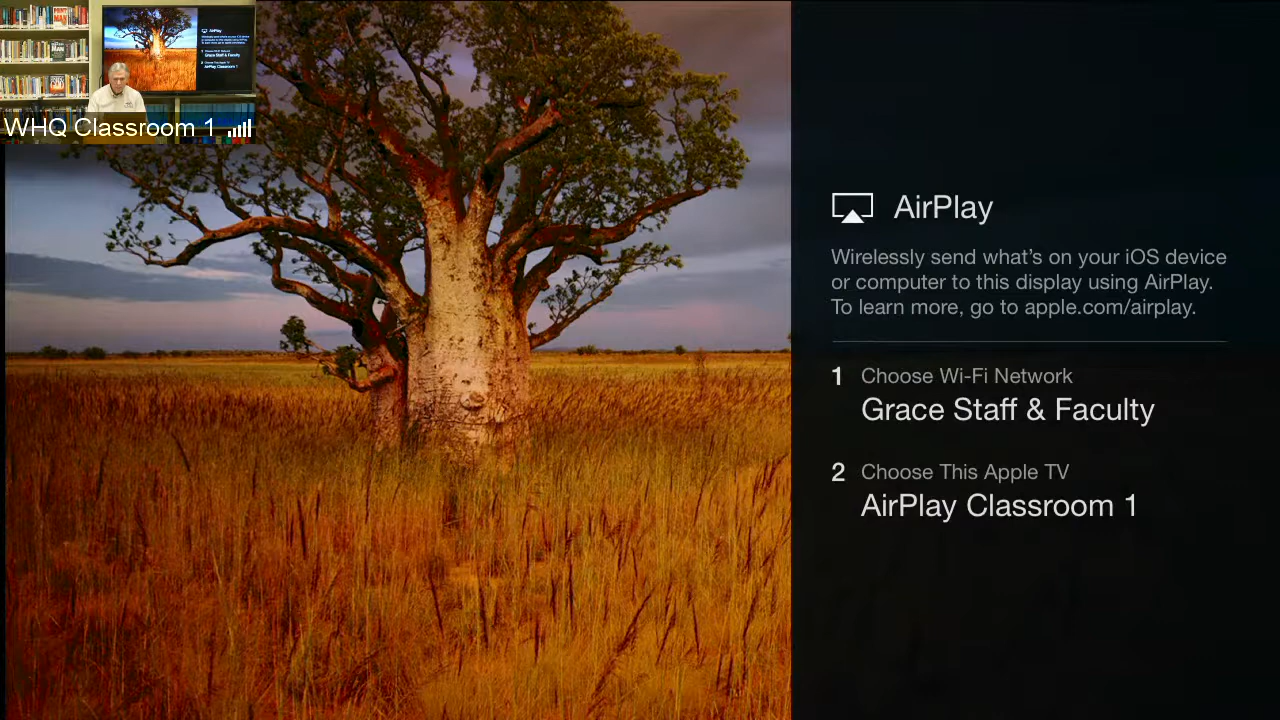 WHQ Classroom 1
AirPlay
Wirelessly send what's on your iOS device
or computer to this display using AirPlay.
To learn more, go to apple.com/airplay.
1 Choose Wi-Fi Network
Grace Staff & Faculty
2 Choose This Apple TV
AirPlay Classroom 1